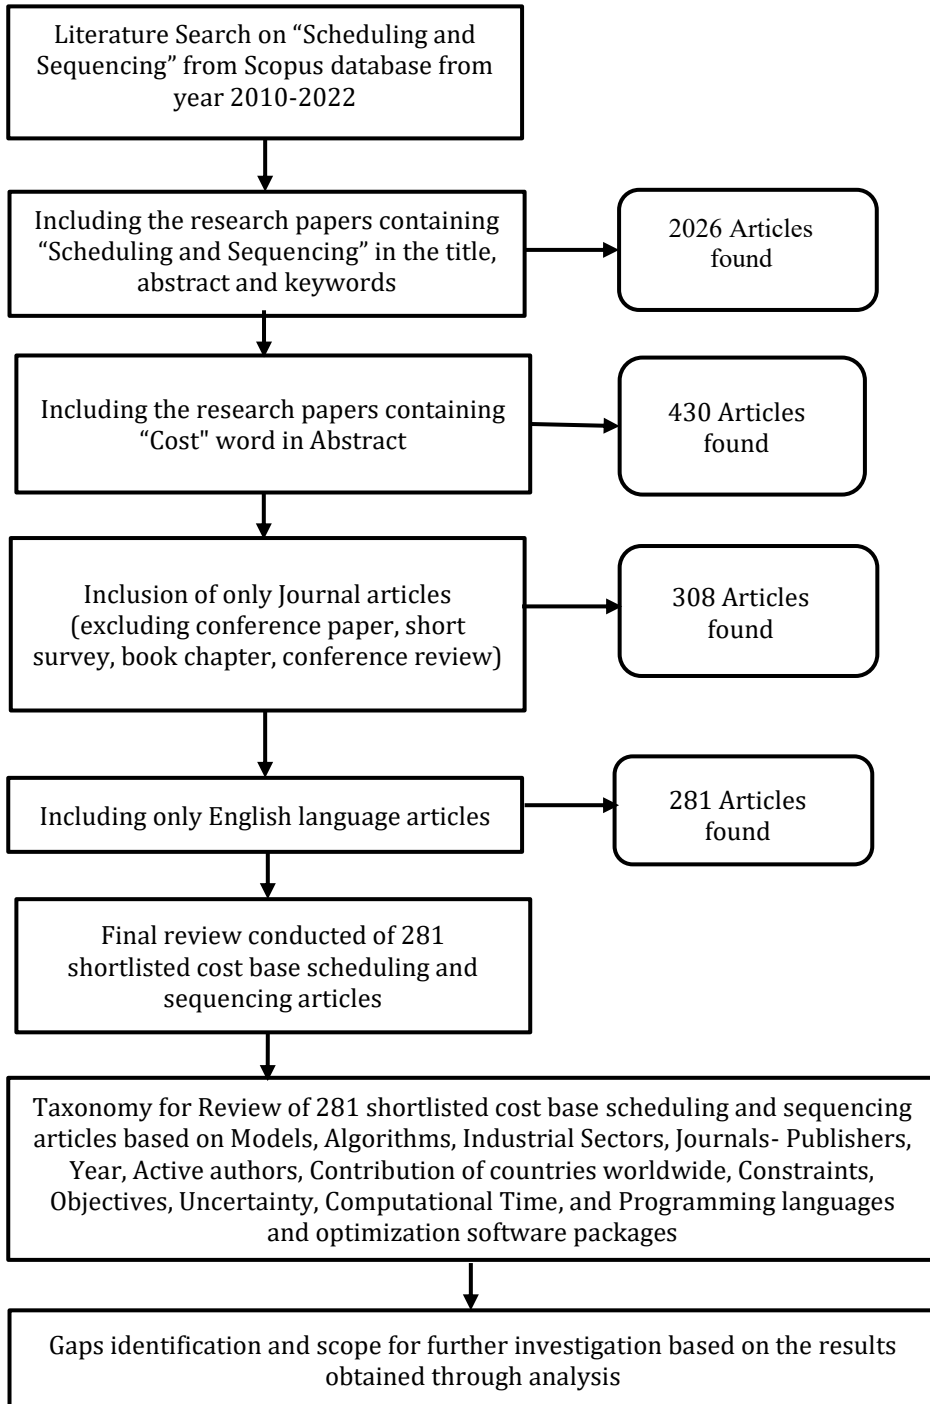 Literature Search on “Scheduling and
Sequencing” from Scopus database from
year 2010-2022
Including the research papers containing
“Scheduling and Sequencing” in the title,
abstract and keywords
2026 Articles
found
Including the research papers containing
“Cost" word in Abstract
430 Articles
found
Inclusion of only Journal articles
(excluding conference paper, short
survey, book chapter, conference review)
308 Articles
found
Including only English language articles
281 Articles
found
Final review conducted of 281
shortlisted cost base scheduling and
sequencing articles
Taxonomy for Review of 281 shortlisted cost base scheduling and sequencing
articles based on Models, Algorithms, Industrial Sectors, Journals- Publishers,
Year, Active authors, Contribution of countries worldwide, Constraints,
Objectives, Uncertainty, Computational Time, and Programming languages
and optimization software packages
Gaps identification and scope for further investigation based on the results
obtained through analysis